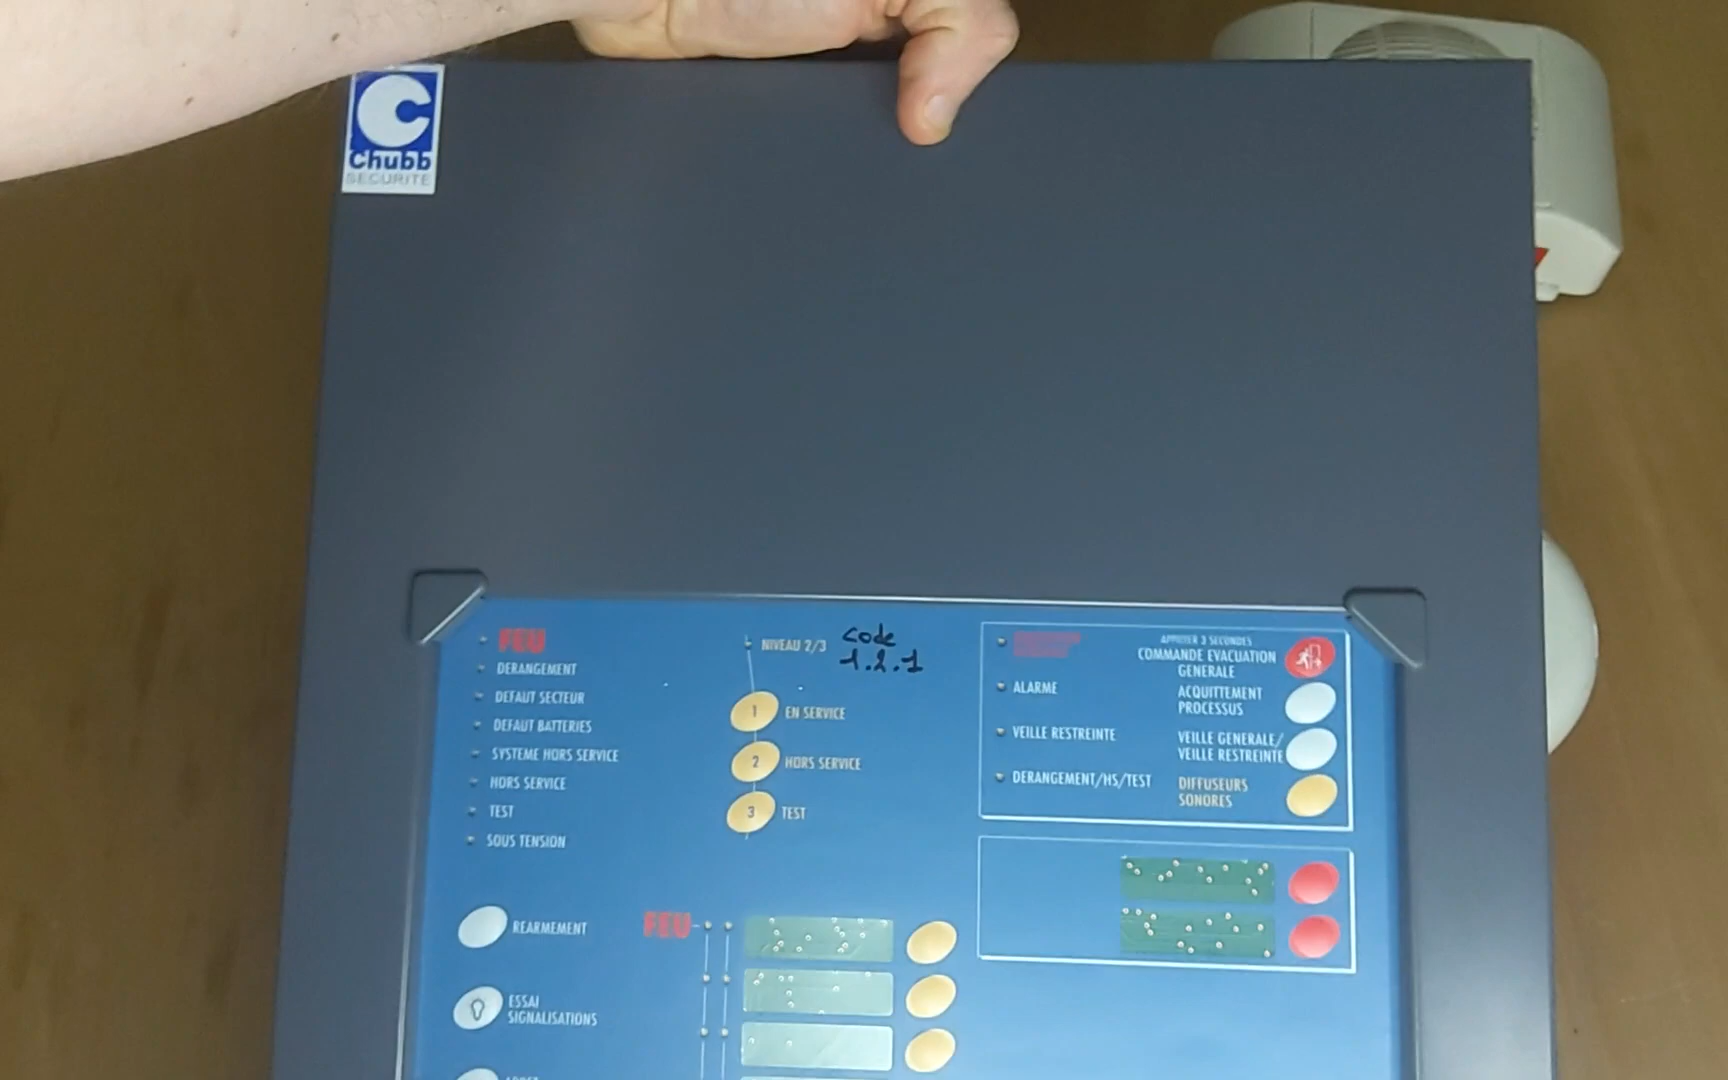 Chubb
SECURITE
FEU
DERANGEMENT
DEFAUT SECTEUR
DEFAUT BATTERIES
SYSTEME HORS SERVICE
HORS SERVICE
TEST
SOUS TENSION
REARMEMENT
ESSAI
SIGNALISATIONS
NIVEAU 2/3
code
1.2.1
1 EN SERVICE
2 HORS SERVICE
3 TEST
FEU
ALARME
VEILLE RESTREINTE
DERANGEMENT/HS/TEST
APPUYER 3 SECONDES
COMMANDE EVACUATION
GENERALE
ACQUITTEMENT
PROCESSUS
VEILLE GENERALE/
VEILLE RESTREINTE
DIFFUSEURS
SONORES